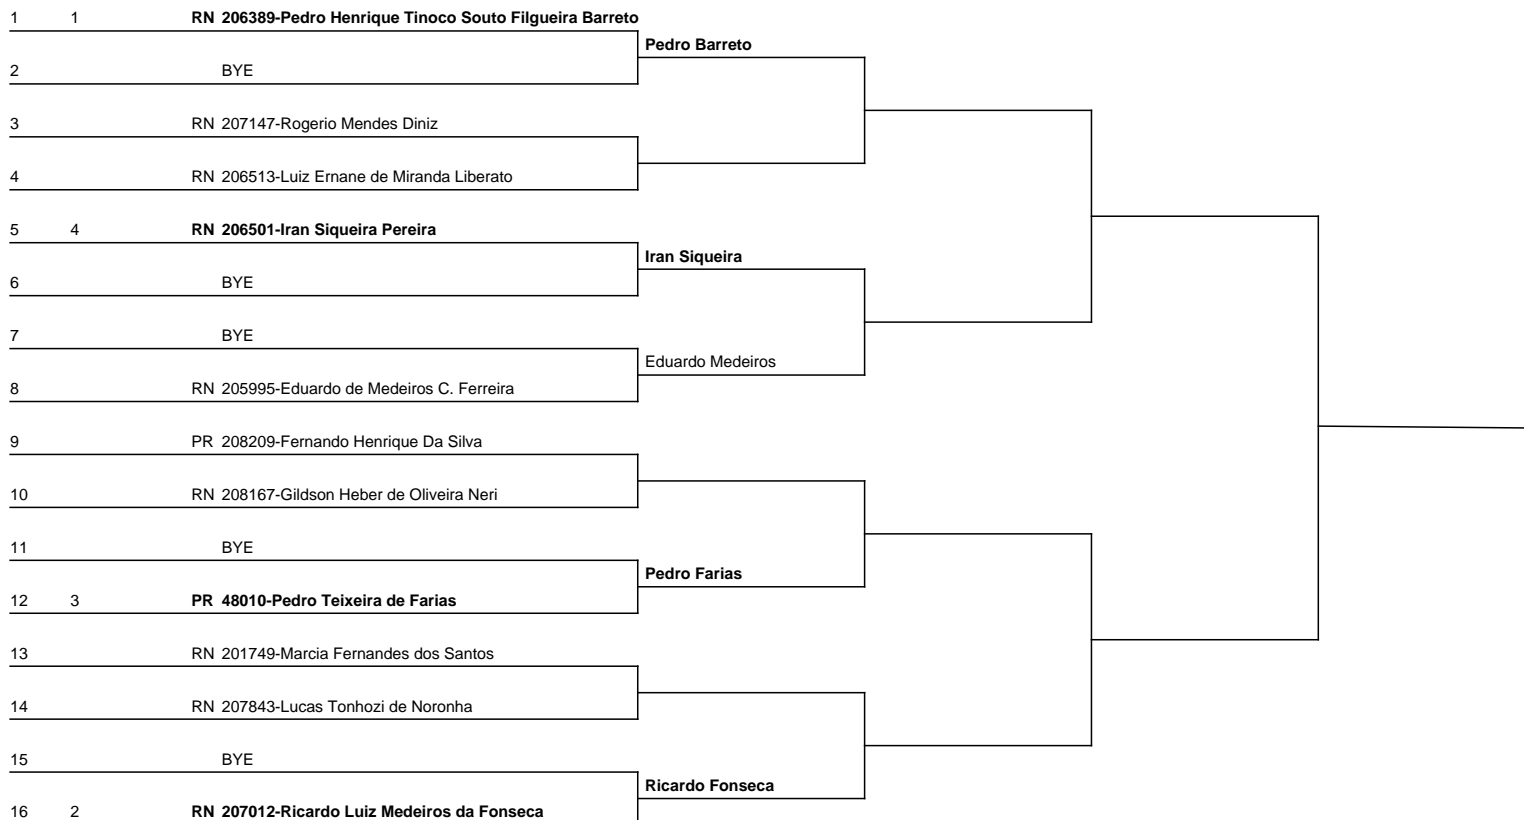 1 1 RN 206389-Pedro Henrique Tinoco Souto Filgueira Barreto
Pedro Barreto
2 BYE
3 RN 207147-Rogerio Mendes Diniz
4 RN 206513-Luiz Ernane de Miranda Liberato
5 4 RN 206501-Iran Siqueira Pereira
Iran Siqueira
6 BYE
7 BYE
Eduardo Medeiros
8 RN 205995-Eduardo de Medeiros C. Ferreira
9 PR 208209-Fernando Henrique Da Silva
10 RN 208167-Gildson Heber de Oliveira Neri
11 BYE
Pedro Farias
12 3 PR 48010-Pedro Teixeira de Farias
13 RN 201749-Marcia Fernandes dos Santos
14 RN 207843-Lucas Tonhozi de Noronha
15 BYE
Ricardo Fonseca
16 2 RN 207012-Ricardo Luiz Medeiros da Fonseca